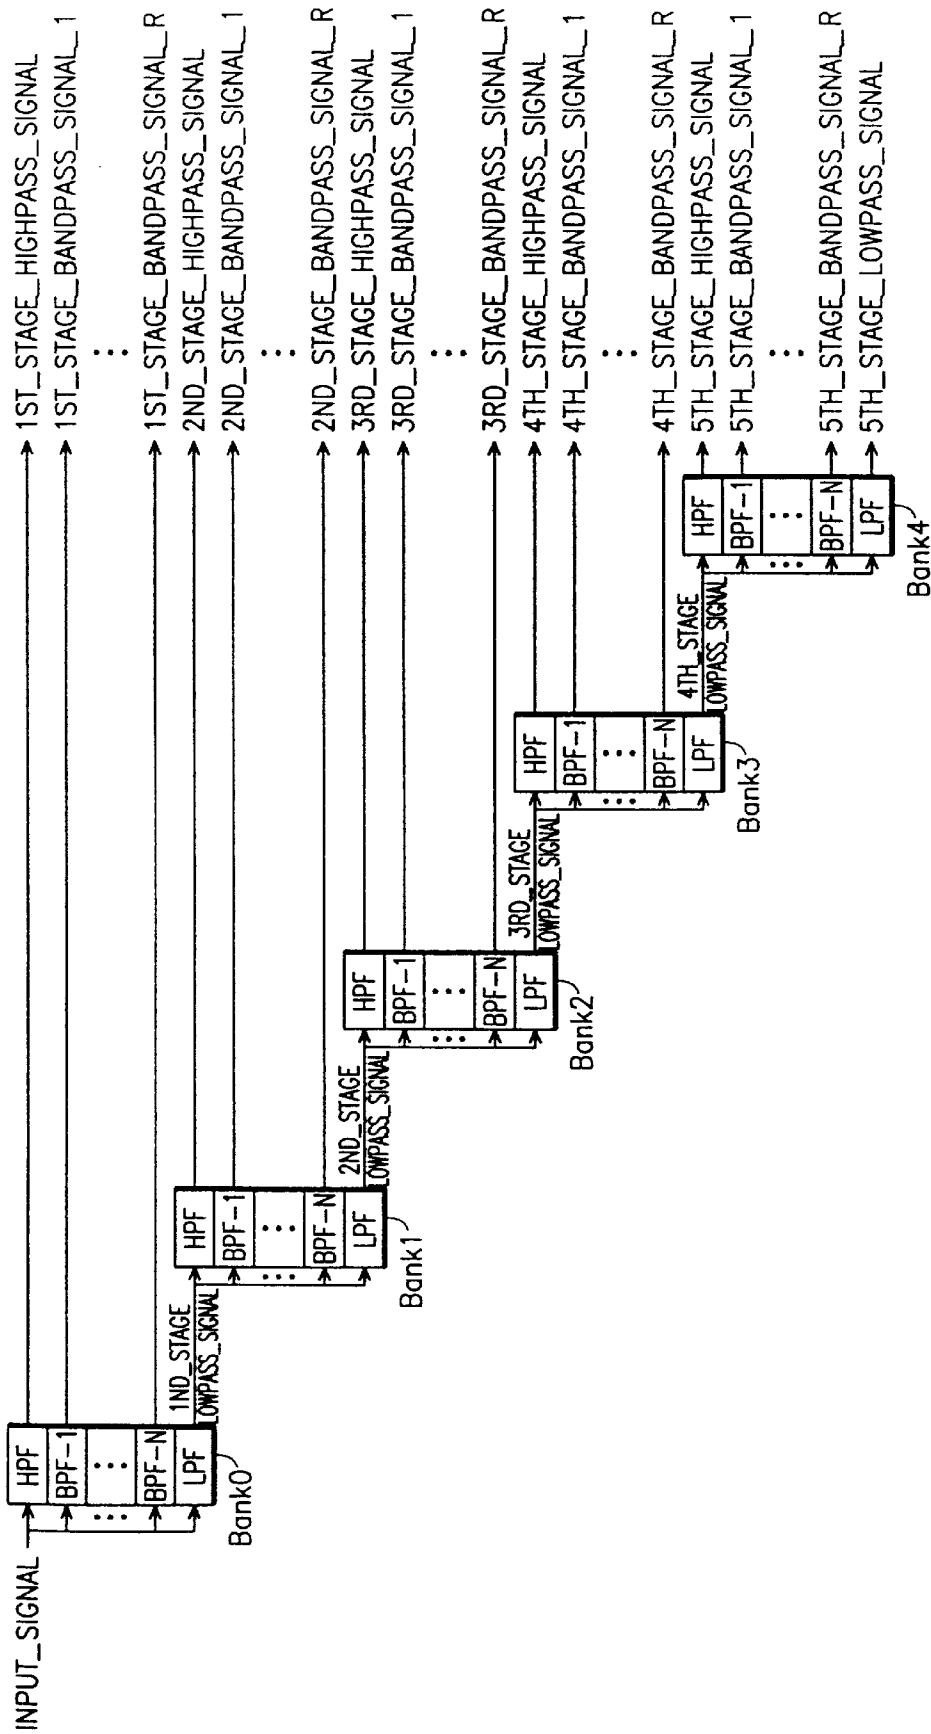 INPUT_SIGNAL
HPF
BPF-1
...
BPF-N
LPF
Bank0
1ND_STAGE
LOWPASS_SIGNAL
HPF
BPF-1
...
BPF-N
LPF
Bank1
2ND_STAGE
LOWPASS_SIGNAL
HPF
BPF-1
...
BPF-N
LPF
Bank2
3RD_STAGE
LOWPASS_SIGNAL
HPF
BPF-1
...
BPF-N
LPF
Bank3
4TH_STAGE
LOWPASS_SIGNAL
HPF
BPF-1
...
BPF-N
LPF
Bank4
1ST_STAGE_HIGHPASS_SIGNAL
1ST_STAGE_BANDPASS_SIGNAL_1
...
1ST_STAGE_BANDPASS_SIGNAL_R
2ND_STAGE_HIGHPASS_SIGNAL
2ND_STAGE_BANDPASS_SIGNAL_1
...
2ND_STAGE_BANDPASS_SIGNAL_R
3RD_STAGE_HIGHPASS_SIGNAL
3RD_STAGE_BANDPASS_SIGNAL_1
...
3RD_STAGE_BANDPASS_SIGNAL_R
4TH_STAGE_HIGHPASS_SIGNAL
4TH_STAGE_BANDPASS_SIGNAL_1
...
4TH_STAGE_BANDPASS_SIGNAL_R
5TH_STAGE_HIGHPASS_SIGNAL
5TH_STAGE_BANDPASS_SIGNAL_1
...
5TH_STAGE_BANDPASS_SIGNAL_R
5TH_STAGE_LOWPASS_SIGNAL